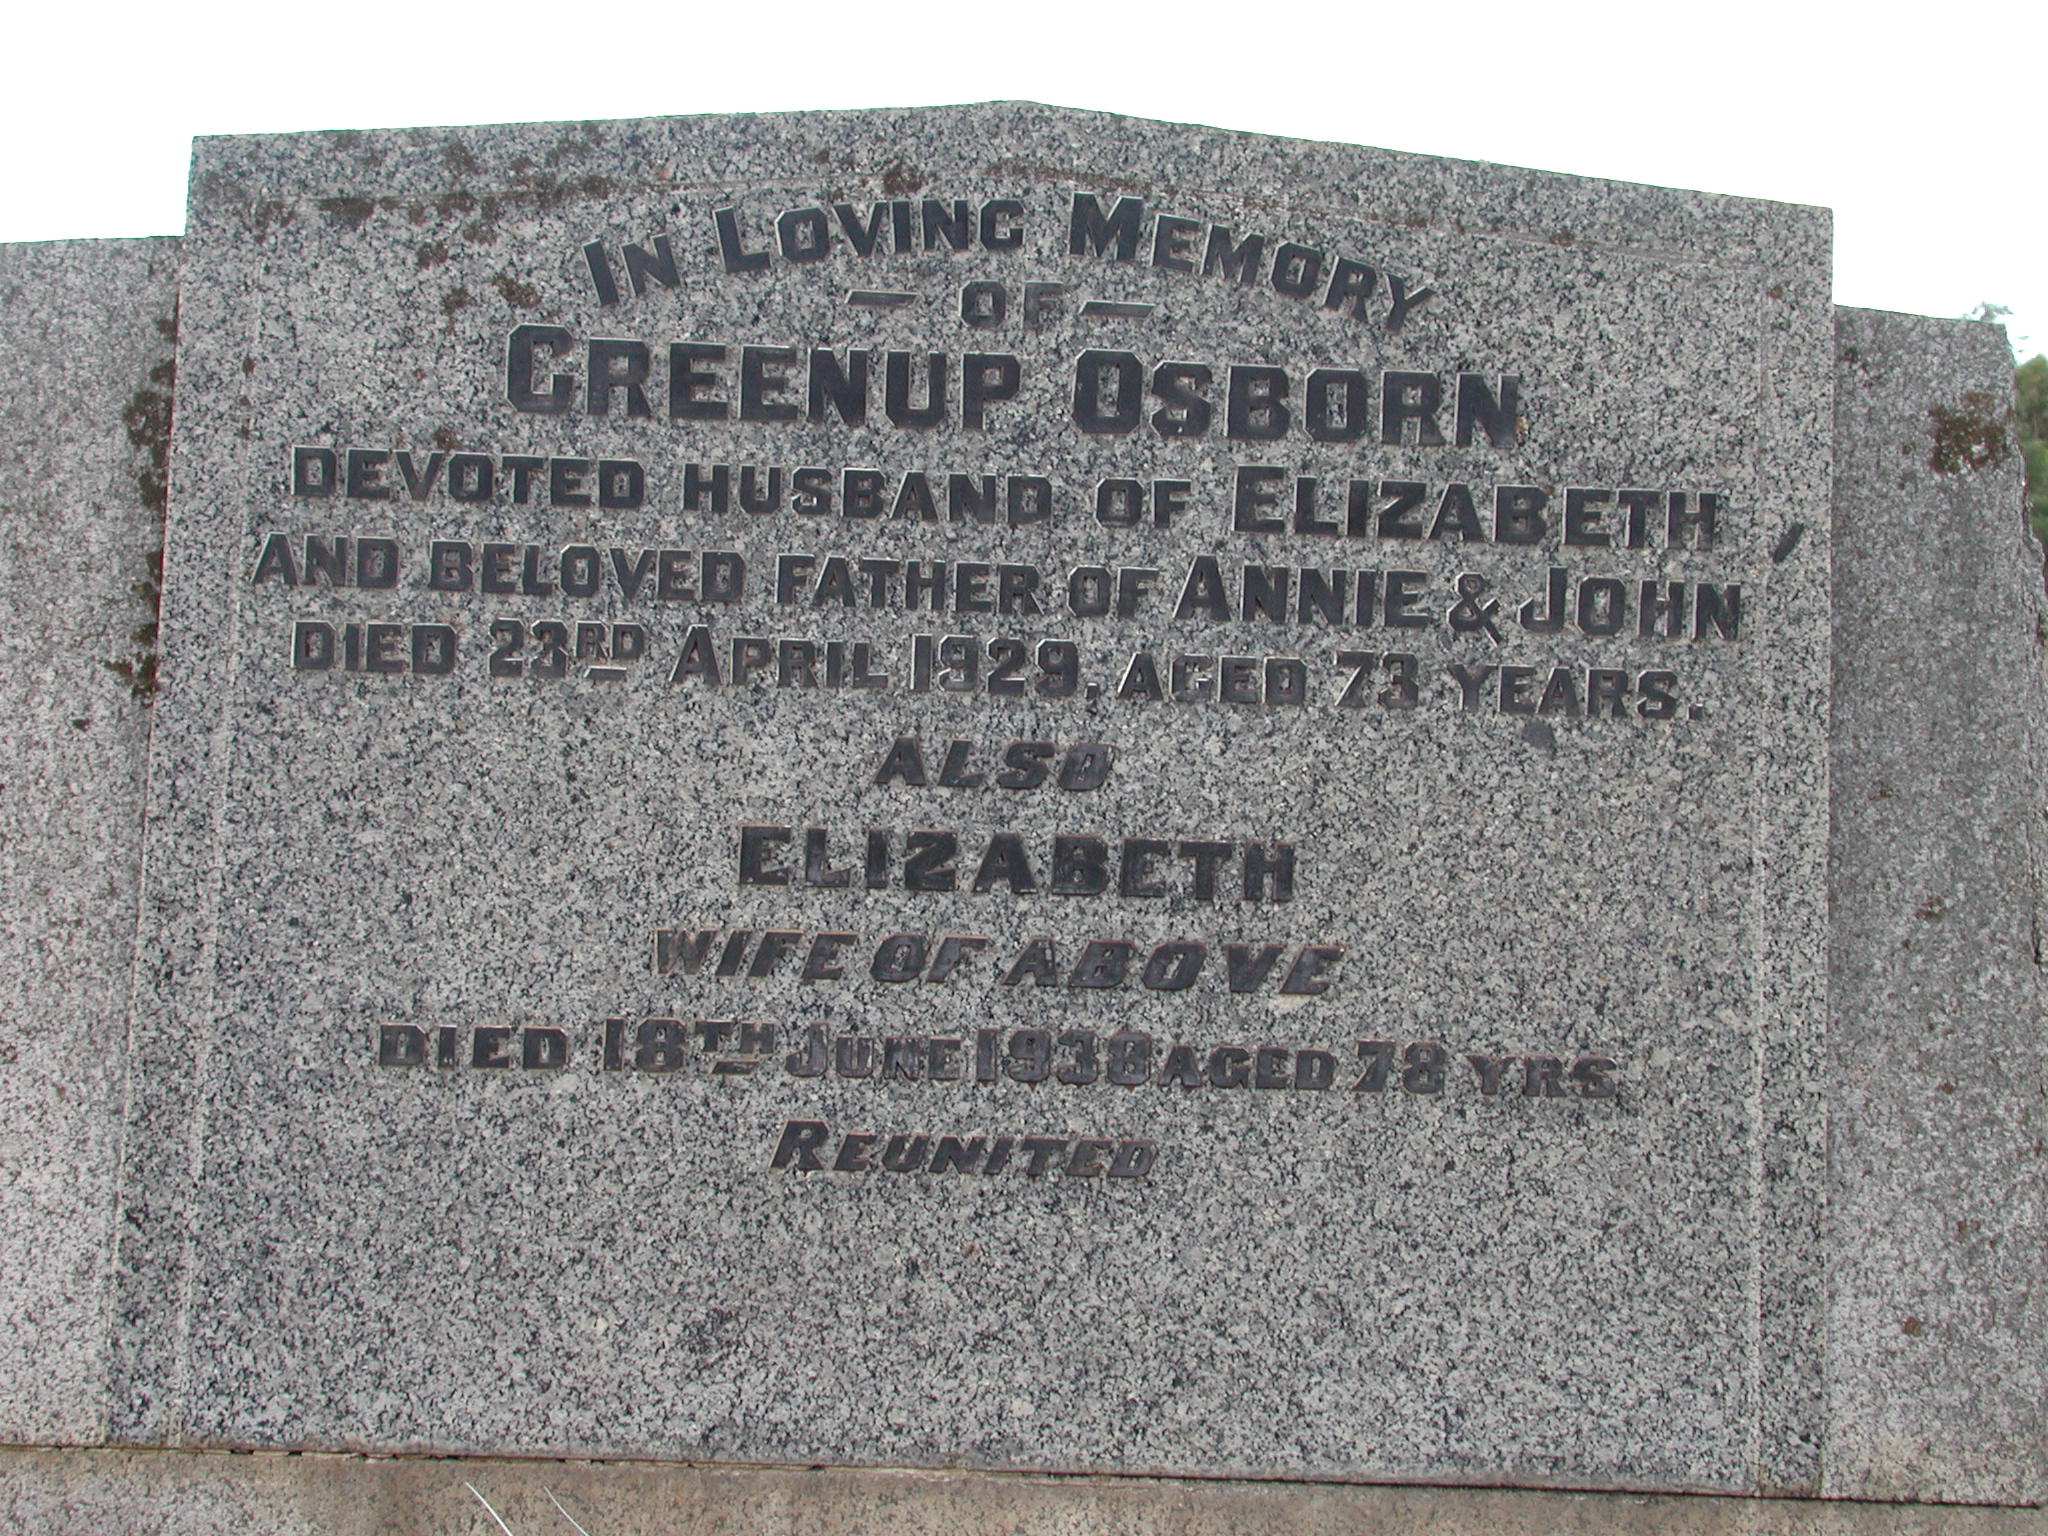 IN LOVING MEMORY
— OF —
GREENUP OSBORN
DEVOTED HUSBAND OF ELIZABETH,
AND BELOVED FATHER OF ANNIE & JOHN
DIED 23RD APRIL 1929, AGED 73 YEARS.
ALSO
ELIZABETH
WIFE OF ABOVE
DIED 18TH JUNE 1938 AGED 78 YRS
REUNITED